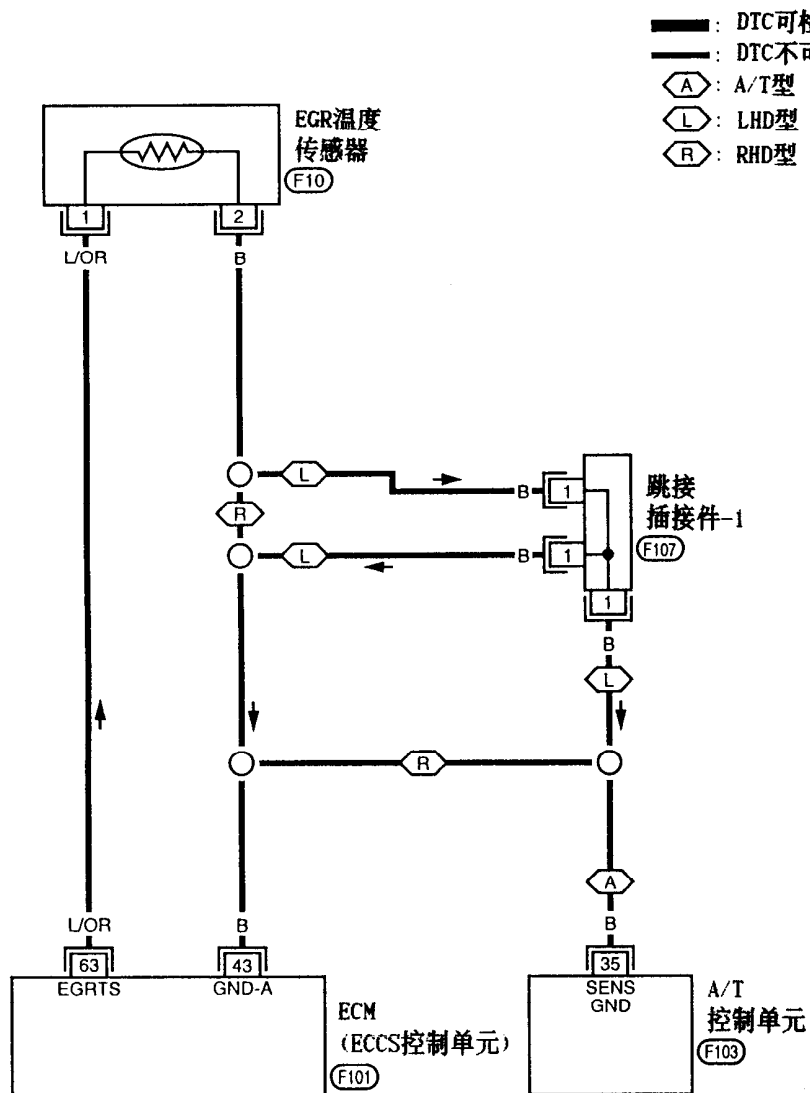 : DTC可检
: DTC不可
A : A/T型
L : LHD型
R : RHD型
EGR温度
传感器
F10
1
2
L/OR
B
L
B
1
跳接
插接件-1
F107
R
L
B
1
1
B
L
R
A
L/OR
B
B
63
43
35
EGRTS
GND-A
SENS
GND
ECM
(ECCS控制单元)
F101
A/T
控制单元
F103